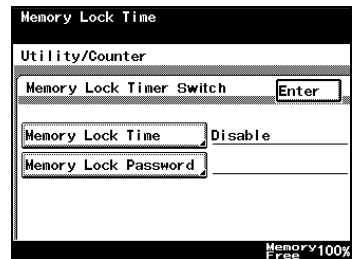 Memory Lock Time
Utility/Counter
Memory Lock Timer Switch
Enter
Memory Lock Time Disable
Memory Lock Password
Memory Free 100%